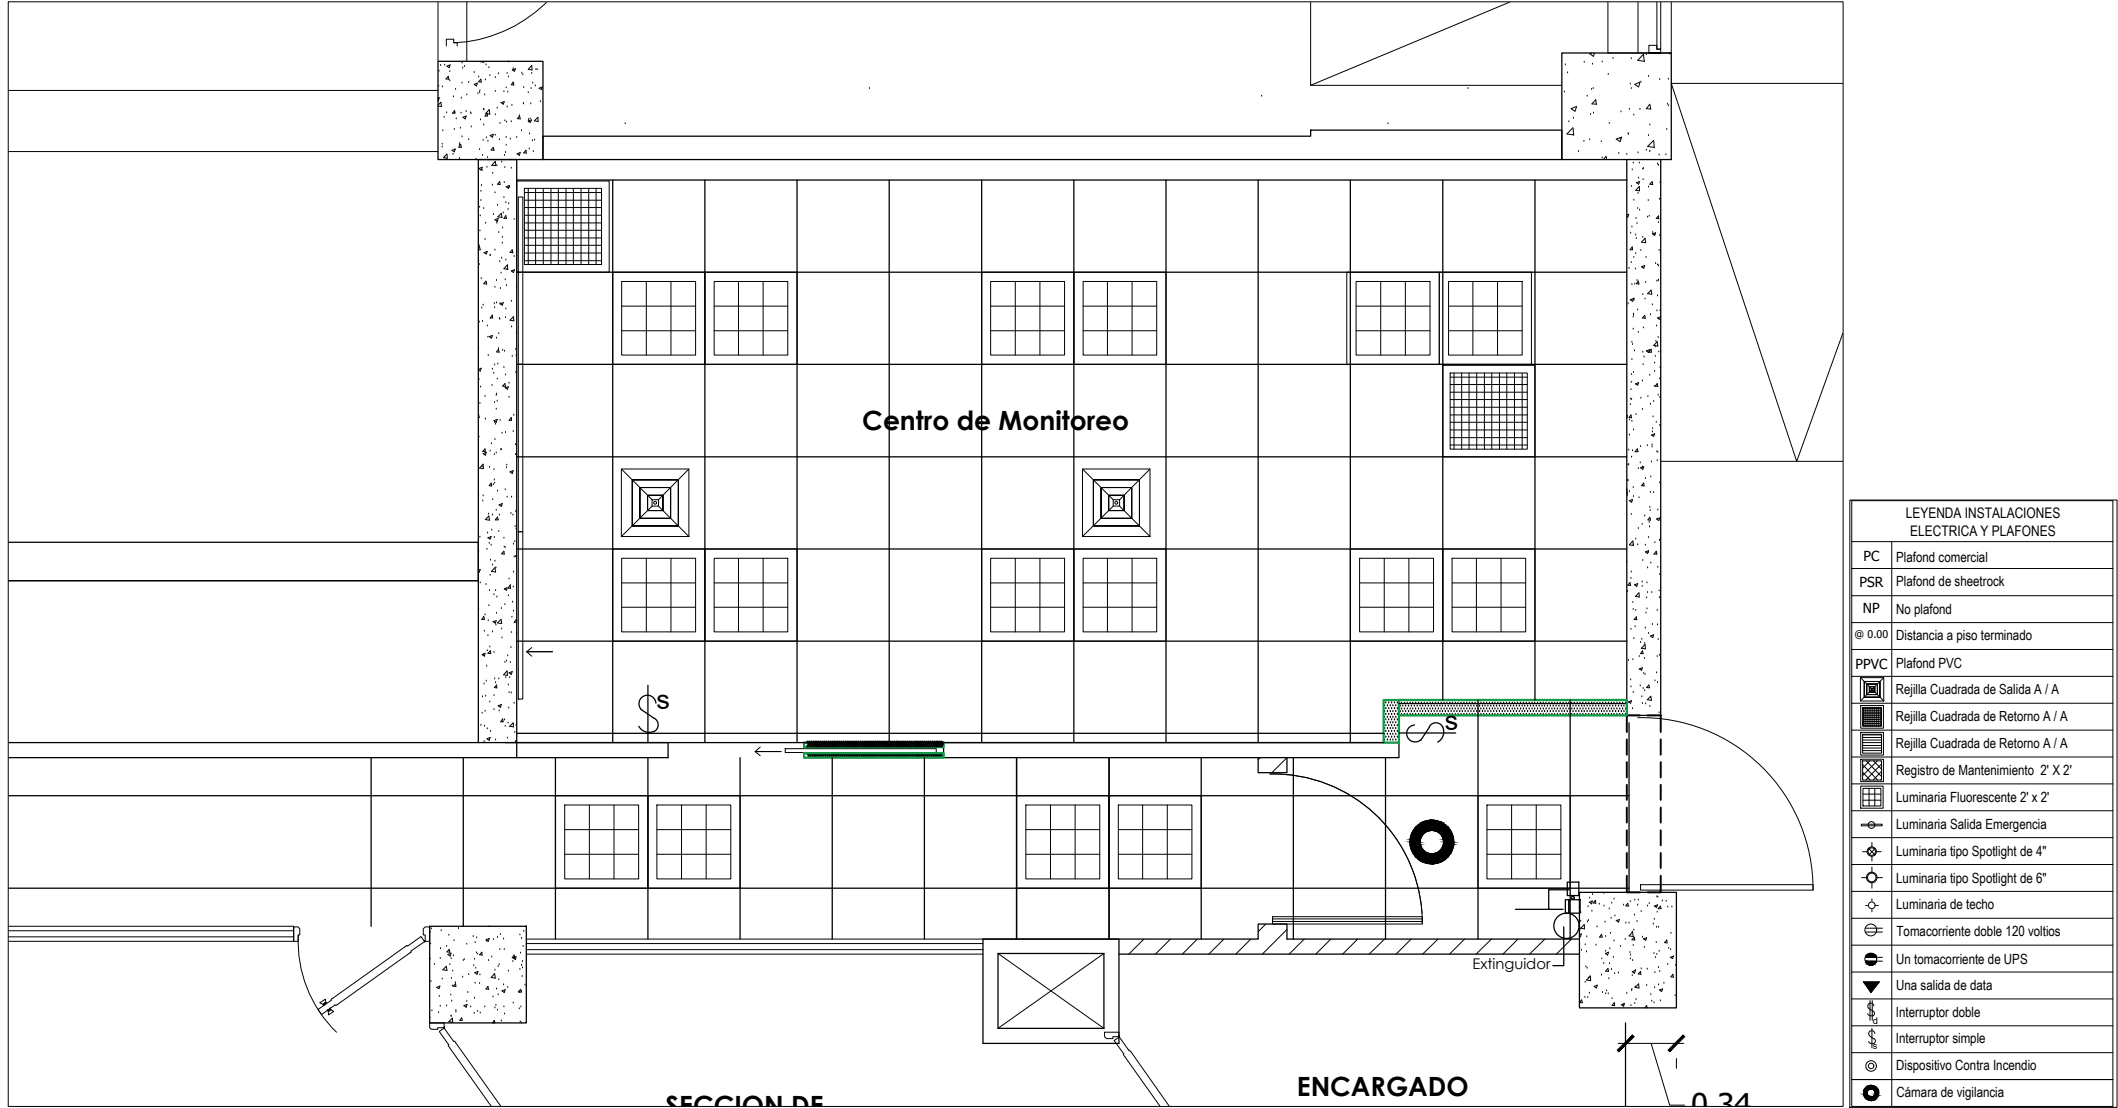 Centro de Monitoreo
S
S
Extinguidor
ENCARGADO
SECCION DE
0.34
LEYENDA INSTALACIONES
ELECTRICA Y PLAFONES
PC Plafond comercial
PSR Plafond de sheetrock
NP No plafond
@ 0.00 Distancia a piso terminado
PPVC Plafond PVC
Rejilla Cuadrada de Salida A / A
Rejilla Cuadrada de Retorno A / A
Rejilla Cuadrada de Retorno A / A
Registro de Mantenimiento 2' X 2'
Luminaria Fluorescente 2' x 2'
Luminaria Salida Emergencia
Luminaria tipo Spotlight de 4"
Luminaria tipo Spotlight de 6"
Luminaria de techo
Tomacorriente doble 120 voltios
Un tomacorriente de UPS
Una salida de data
Interruptor doble
Interruptor simple
Dispositivo Contra Incendio
Cámara de vigilancia